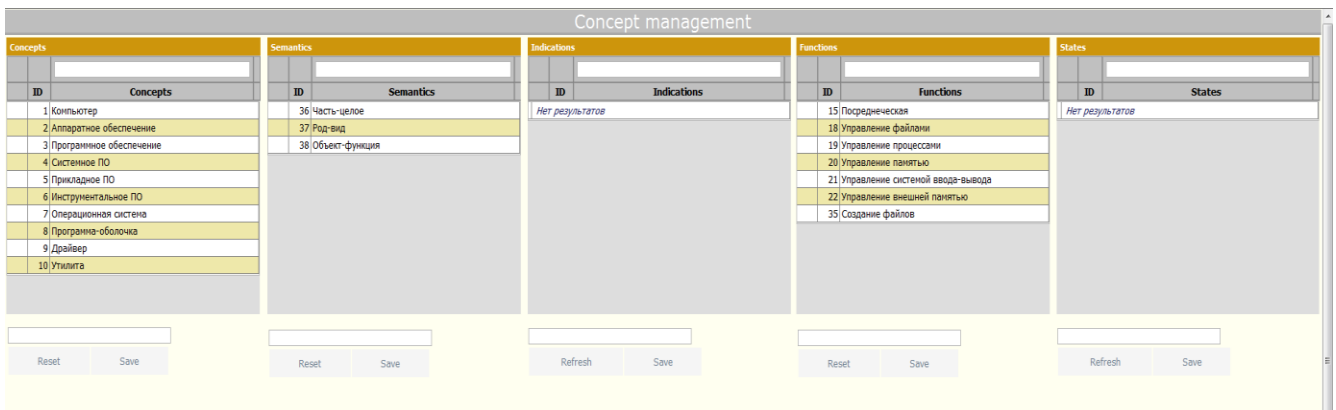 Concept management
Concepts
ID Concepts
1 Компьютер
2 Аппаратное обеспечение
3 Программное обеспечение
4 Системное ПО
5 Прикладное ПО
6 Инструментальное ПО
7 Операционная система
8 Программа-оболочка
9 Драйвер
10 Утилита
Reset Save
Semantics
ID Semantics
36 Часть-целое
37 Род-вид
38 Объект-функция
Reset Save
Indications
ID Indications
Нет результатов
Refresh Save
Functions
ID Functions
15 Посреднеческая
18 Управление файлами
19 Управление процессами
20 Управление памятью
21 Управление системой ввода-вывода
22 Управление внешней памятью
35 Создание файлов
Reset Save
States
ID States
Нет результатов
Refresh Save